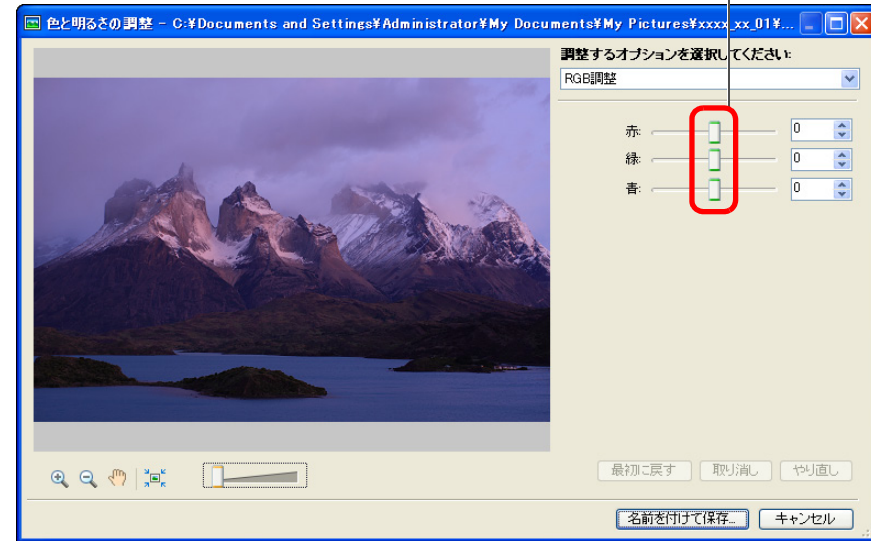 色と明るさの調整 - C:¥Documents and Settings¥Administrator¥My Documents¥My Pictures¥xxxx_xx_01¥...
調整するオプションを選択してください:
RGB調整
赤: 0
緑: 0
青: 0
最初に戻す 取り消し やり直し
名前を付けて保存... キャンセル